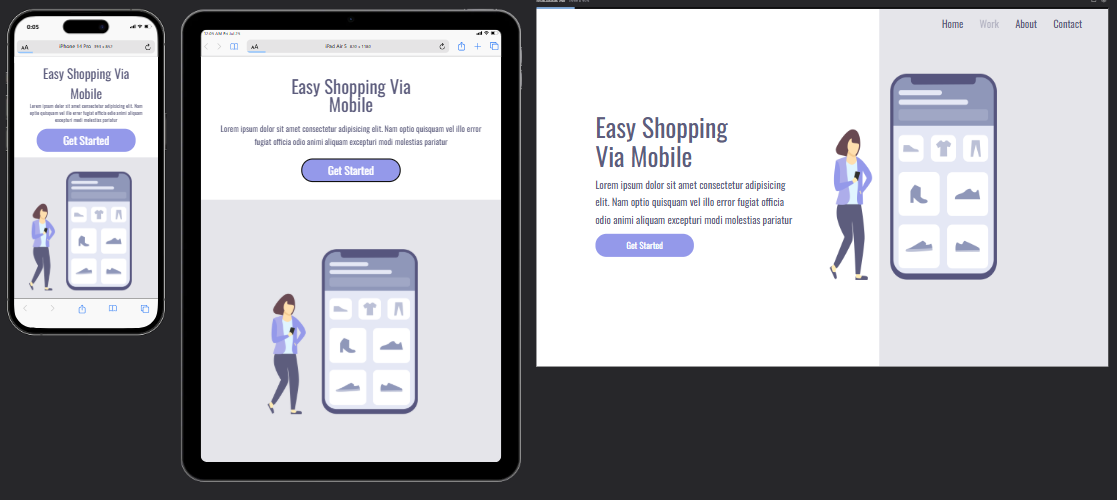 8:05
AA iPhone 14 Pro 393 x 852
Easy Shopping Via
Mobile
Lorem ipsum dolor sit amet consectetur adipisicing elit. Nam
optio quisquam vel illo error fugiat officia odio animi aliquam
excepturi modi molestias pariatur
Get Started
AA iPad Air 5 820 x 1180
Easy Shopping Via
Mobile
Lorem ipsum dolor sit amet consectetur adipisicing elit. Nam optio quisquam vel illo error
fugiat officia odio animi aliquam excepturi modi molestias pariatur
Get Started
Home Work About Contact
Easy Shopping
Via Mobile
Lorem ipsum dolor sit amet consectetur adipisicing
elit. Nam optio quisquam vel illo error fugiat officia
odio animi aliquam excepturi modi molestias pariatur
Get Started